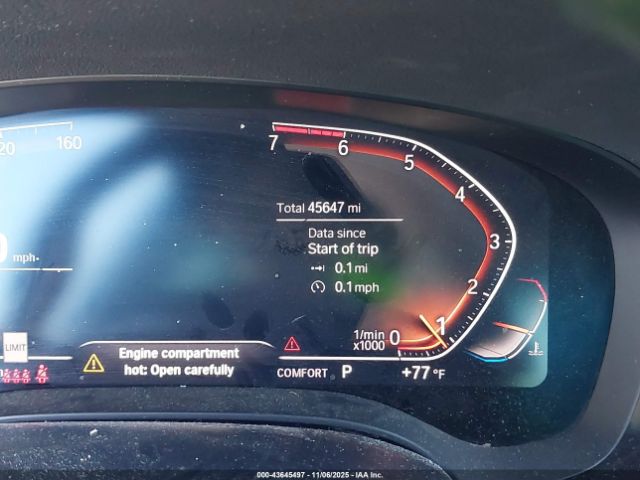 20 160
7 6 5 4 3 2 1 0
Total 45647 mi
Data since
Start of trip
0.1 mi
0.1 mph
mph
1/min
x1000
LIMIT
Engine compartment
hot: Open carefully
COMFORT P +77 °F
000-43645497 - 11/06/2025 - IAA Inc.